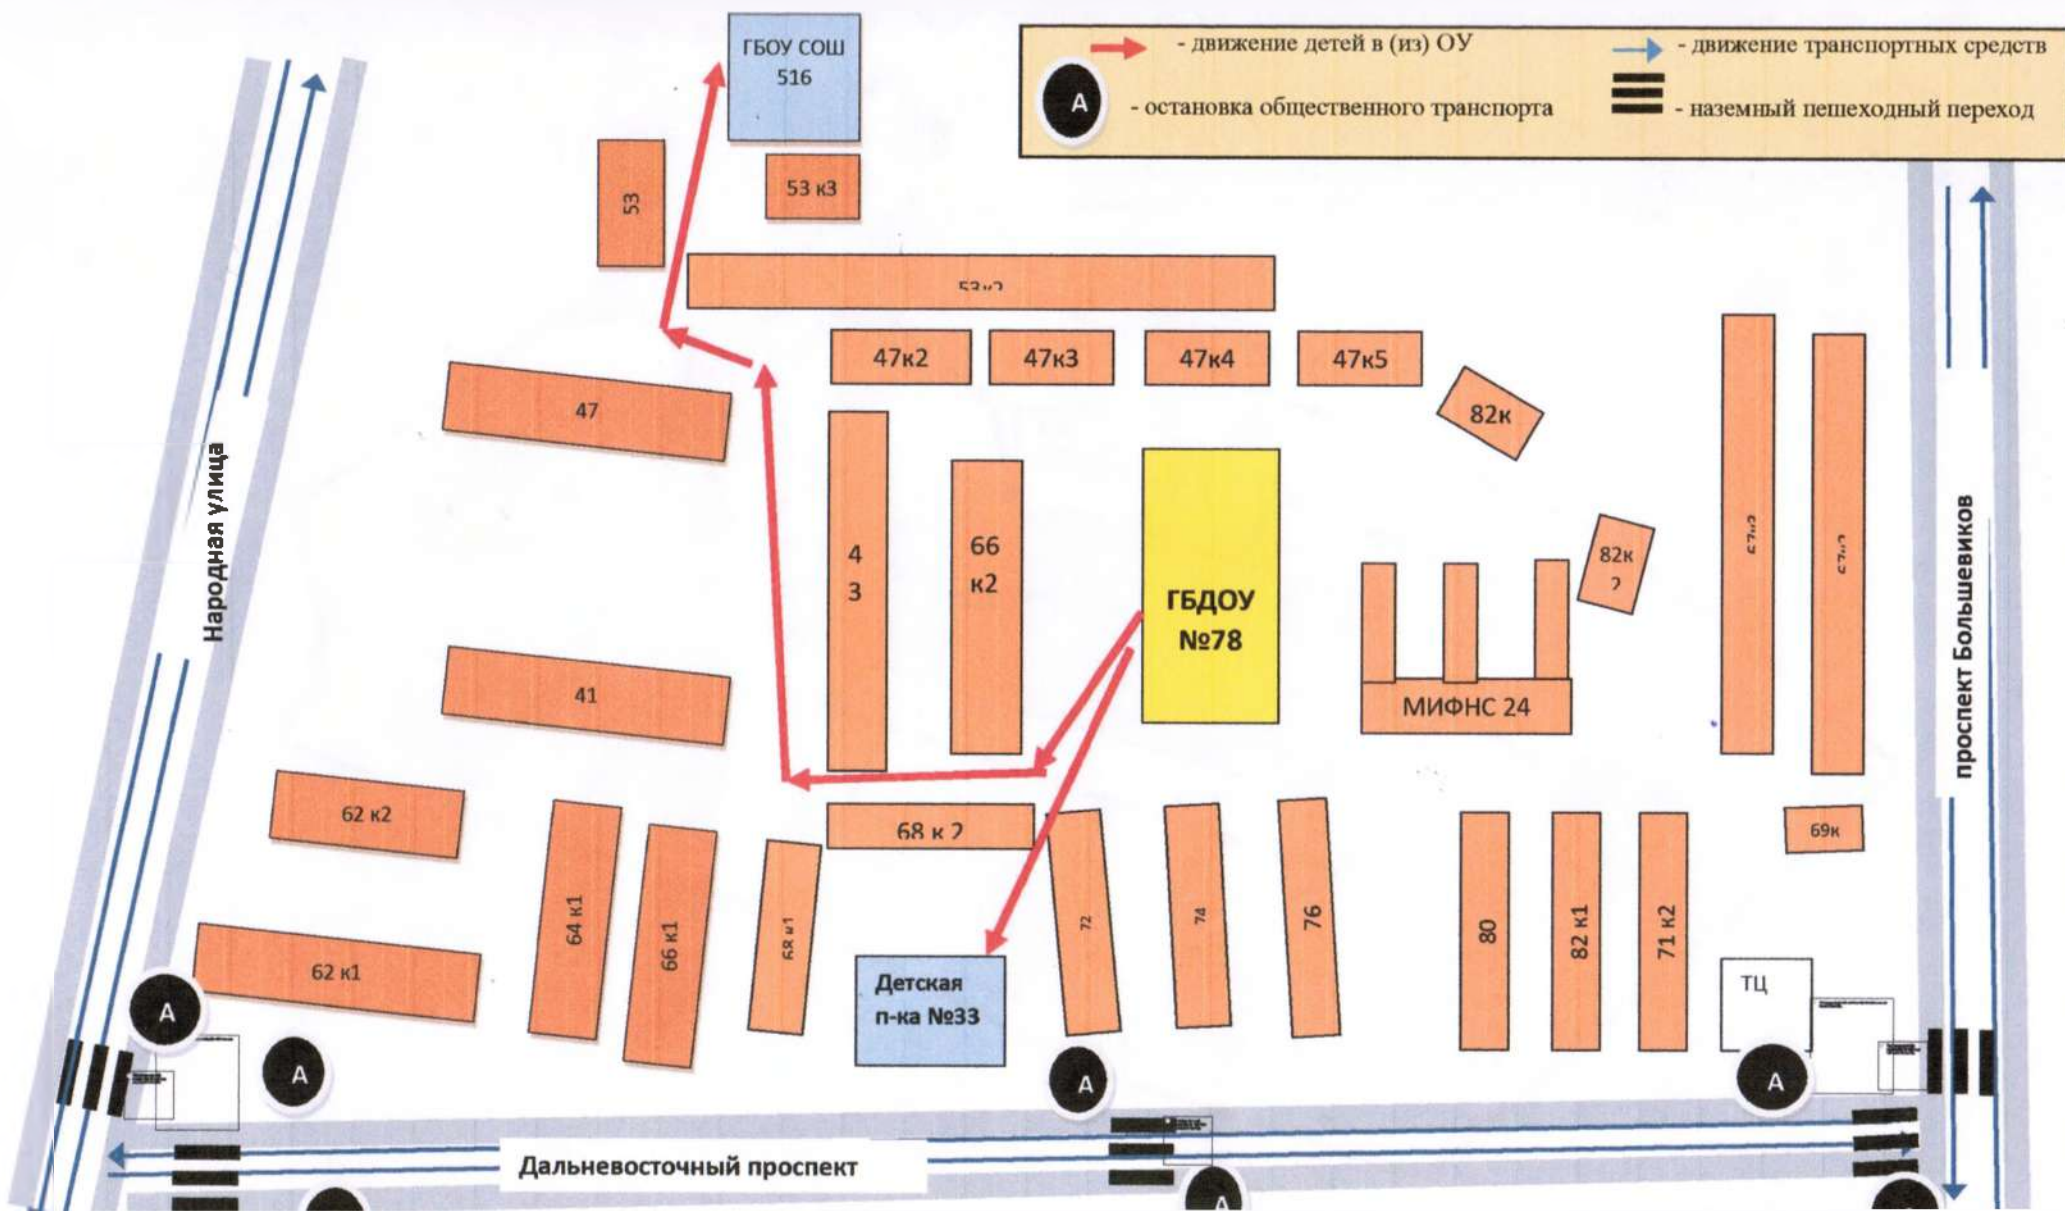 ГБОУ СОШ
516
- движение детей в (из) ОУ
- движение транспортных средств
А
- остановка общественного транспорта
- наземный пешеходный переход
53
53 к3
47к2
47к3
47к4
47к5
47
82к
4
3
66
к2
ГБДОУ
№78
82к
Народная улица
проспект Большевиков
41
МИФНС 24
62 к2
68 к 2
69к
64 к1
66 к1
68 к1
72
74
76
80
82 к1
71 к2
62 к1
Детская
п-ка №33
ТЦ
А
А
А
А
А
Дальневосточный проспект